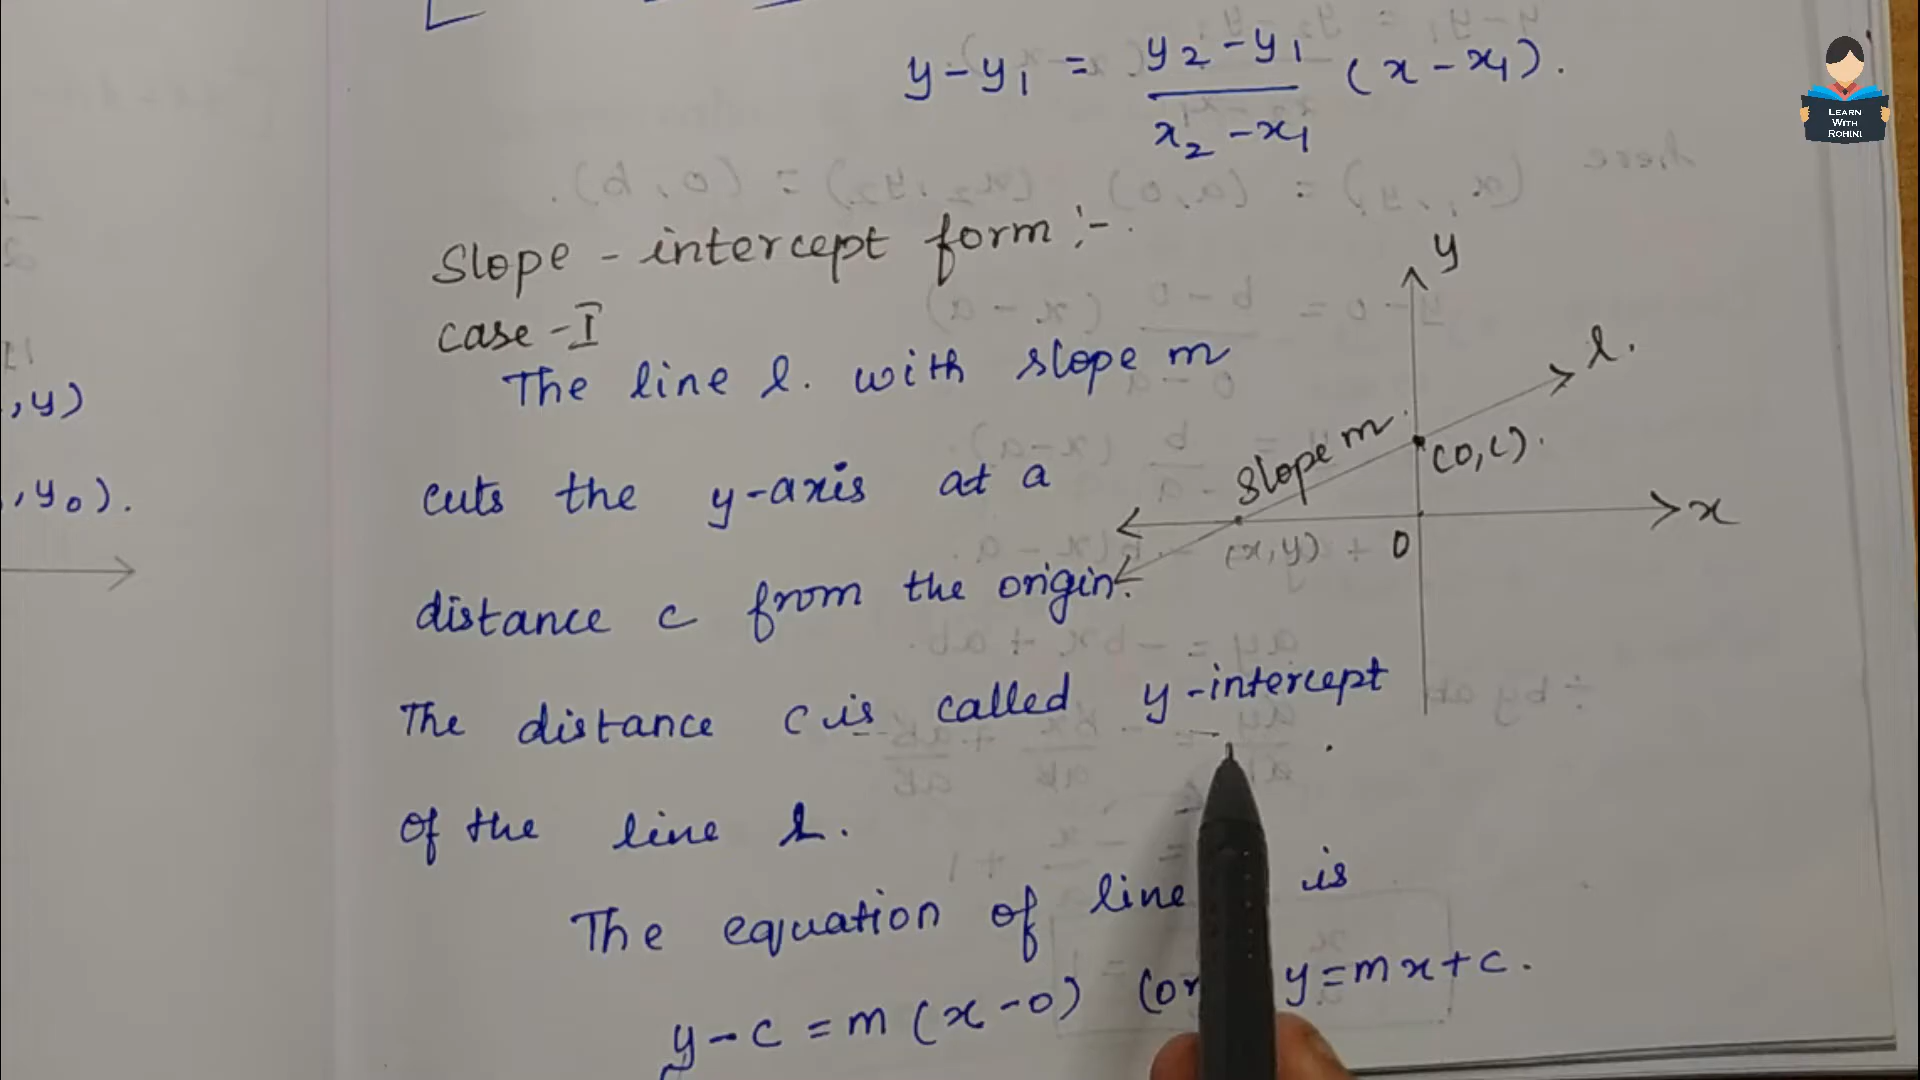 y-y₁ = y₂-y₁ / x₂-x₁ (x-x₁).
LEARN
WITH
ROHINI
Slope - intercept form :-
case - I
The line l. with slope m
cuts the y-axis at a
distance c from the origin.
The distance c is called y-intercept
of the line l.
The equation of line is
y-c = m (x-0) (or y=mx+c.
y
l.
slope m
(0,c).
x
(x,y)
0
,y)
,y₀).